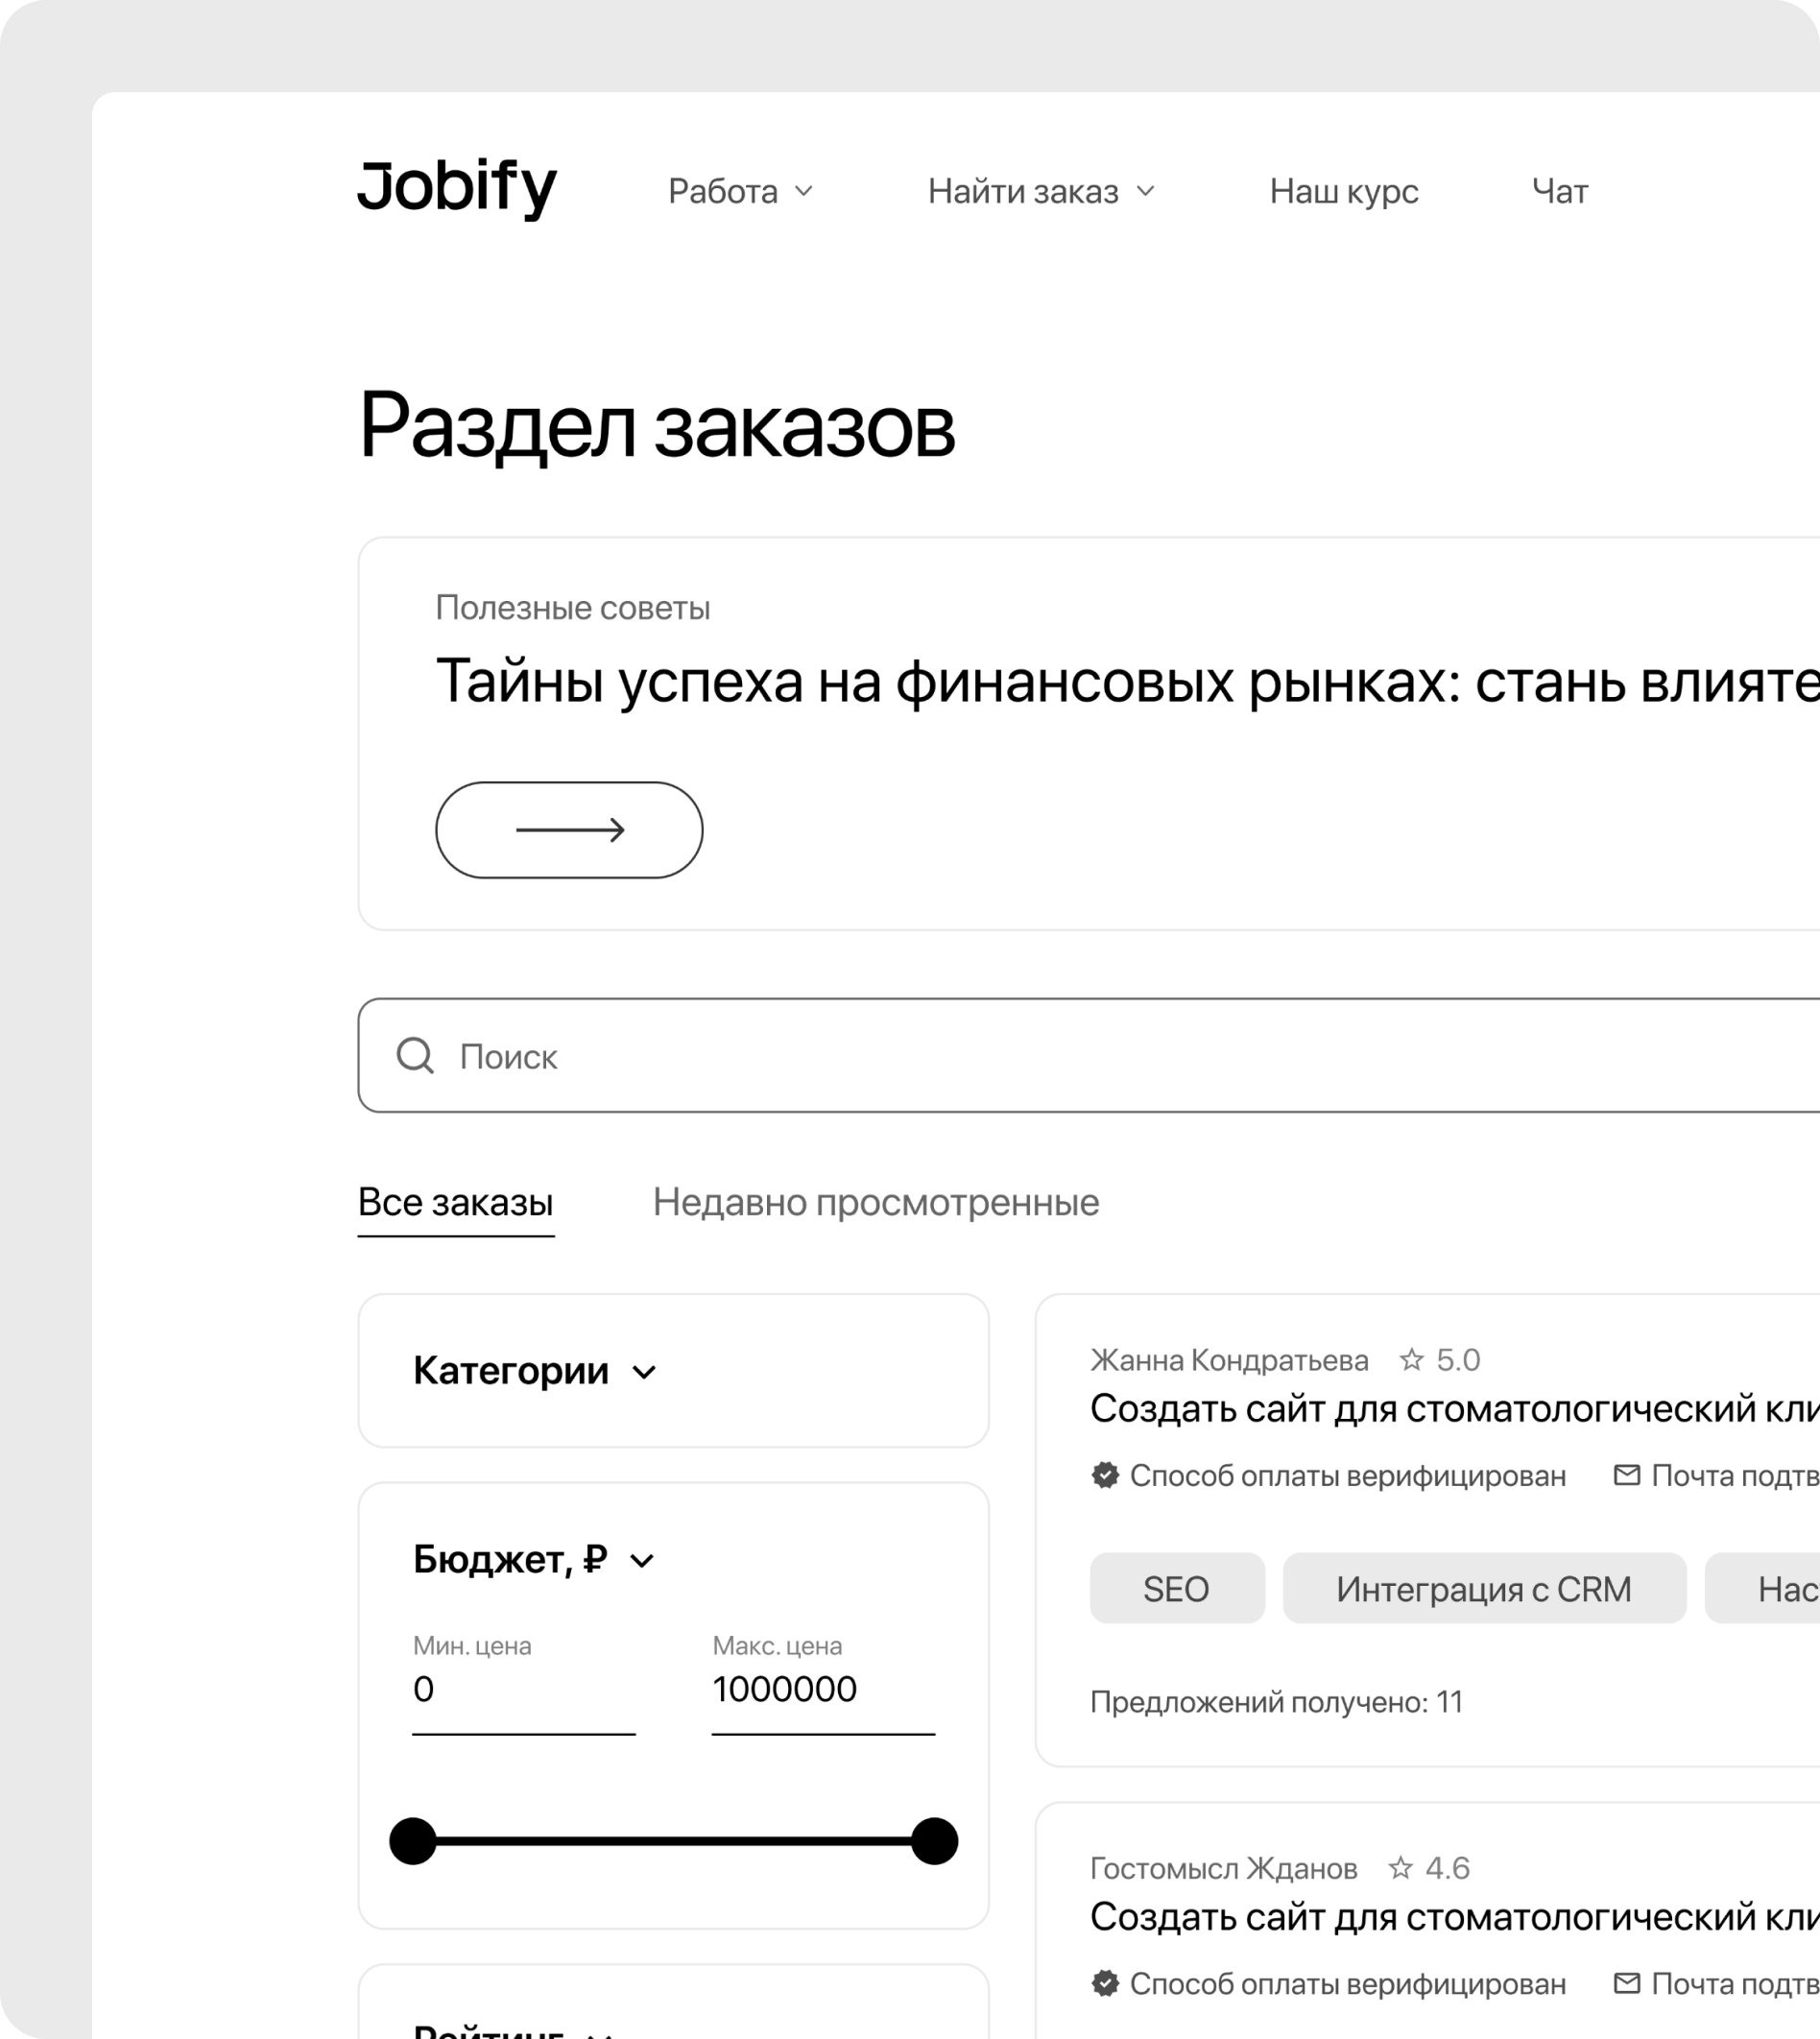 Jobify
Работа
Найти заказ
Наш курс
Чат
Раздел заказов
Полезные советы
Тайны успеха на финансовых рынках: стань влияте
Поиск
Все заказы
Недавно просмотренные
Категории
Бюджет, ₽
Мин. цена
Макс. цена
0
1000000
Рейтинг
Жанна Кондратьева 5.0
Создать сайт для стоматологический кли
Способ оплаты верифицирован
Почта подтв
SEO
Интеграция с CRM
Нас
Предложений получено: 11
Гостомысл Жданов 4.6
Создать сайт для стоматологический кли
Способ оплаты верифицирован
Почта подтв